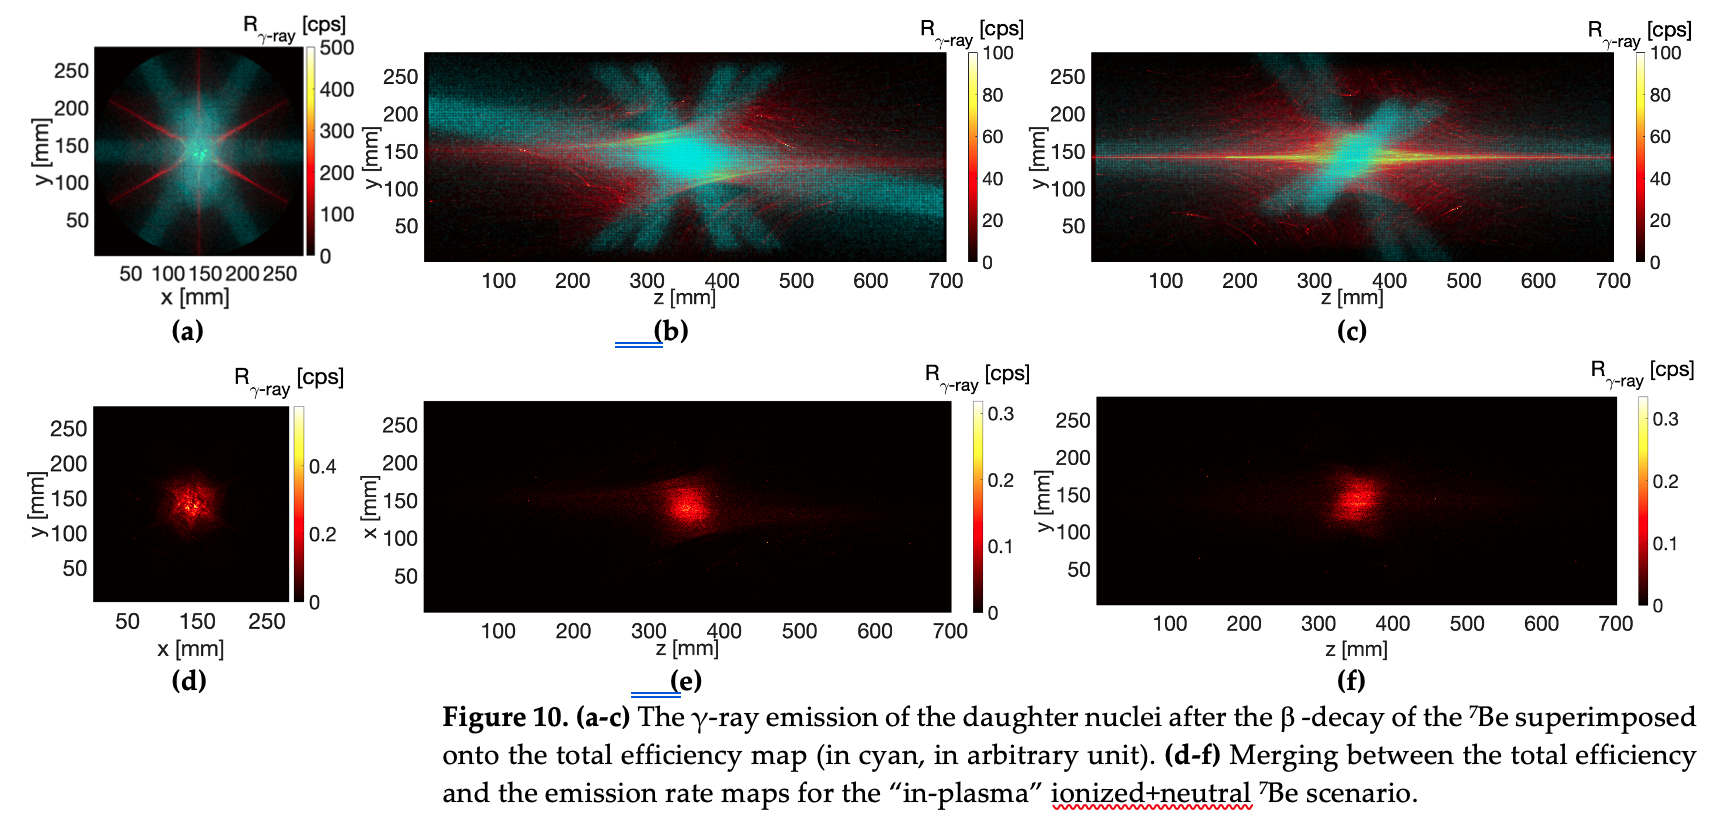 R γ-ray [cps]
500
400
300
200
100
0
250
200
150
100
50
y [mm]
50 100 150 200 250
x [mm]
(a)
R γ-ray [cps]
100
80
60
40
20
0
250
200
150
100
50
y [mm]
100 200 300 400 500 600 700
z [mm]
(b)
R γ-ray [cps]
100
80
60
40
20
0
250
200
150
100
50
y [mm]
100 200 300 400 500 600 700
z [mm]
(c)
R γ-ray [cps]
0.4
0.2
0
250
200
150
100
50
y [mm]
50 150 250
x [mm]
(d)
R γ-ray [cps]
0.3
0.2
0.1
0
250
200
150
100
50
x [mm]
100 200 300 400 500 600 700
z [mm]
(e)
R γ-ray [cps]
0.3
0.2
0.1
0
250
200
150
100
50
y [mm]
100 200 300 400 500 600 700
z [mm]
(f)
Figure 10. (a-c) The γ-ray emission of the daughter nuclei after the β -decay of the ⁷Be superimposed
onto the total efficiency map (in cyan, in arbitrary unit). (d-f) Merging between the total efficiency
and the emission rate maps for the “in-plasma” ionized+neutral ⁷Be scenario.